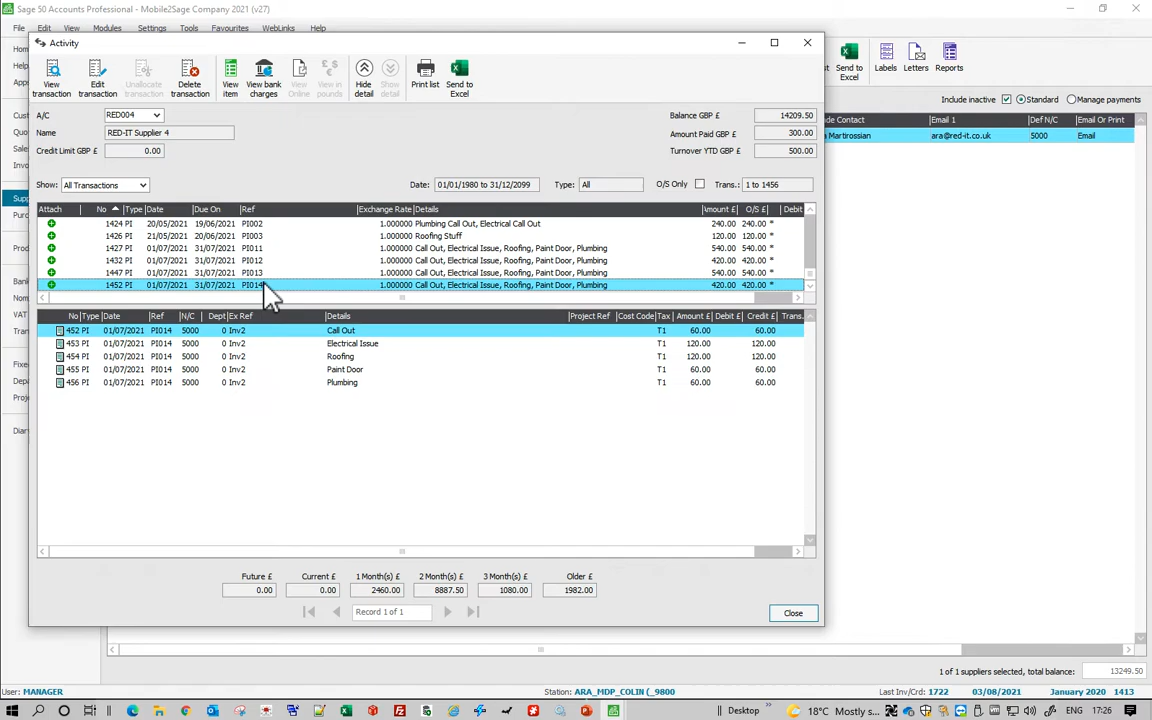 Sage 50 Accounts Professional - Mobile2Sage Company 2021 (v27)
File Edit View Modules Settings Tools Favourites WebLinks Help
Activity
View transaction
Edit transaction
Unallocate transaction
Delete transaction
View item
View bank charges
View Online
View in pounds
Hide detail
Show detail
Print list
Send to Excel
Send to Excel
Labels
Letters
Reports
A/C RED004
Name RED-IT Supplier 4
Credit Limit GBP £ 0.00
Balance GBP £ 14209.50
Amount Paid GBP £ 300.00
Turnover YTD GBP £ 500.00
Include inactive Standard Manage payments
Contact Email 1 Def N/C Email Or Print
Martirossian ara@red-it.co.uk 5000 Email
Show: All Transactions Date: 01/01/1980 to 31/12/2099 Type: All O/S Only Trans.: 1 to 1456
Attach No Type Date Due On Ref Exchange Rate Details Amount £ O/S £ Debit
1424 PI 20/05/2021 19/06/2021 PI002 1.000000 Plumbing Call Out, Electrical Call Out 240.00 240.00 *
1426 PI 21/05/2021 20/06/2021 PI003 1.000000 Roofing Stuff 120.00 120.00 *
1427 PI 01/07/2021 31/07/2021 PI011 1.000000 Call Out, Electrical Issue, Roofing, Paint Door, Plumbing 540.00 540.00 *
1432 PI 01/07/2021 31/07/2021 PI012 1.000000 Call Out, Electrical Issue, Roofing, Paint Door, Plumbing 420.00 420.00 *
1447 PI 01/07/2021 31/07/2021 PI013 1.000000 Call Out, Electrical Issue, Roofing, Paint Door, Plumbing 540.00 540.00 *
1452 PI 01/07/2021 31/07/2021 PI014 1.000000 Call Out, Electrical Issue, Roofing, Paint Door, Plumbing 420.00 420.00 *
No Type Date Ref N/C Dept Ex Ref Details Project Ref Cost Code Tax Amount £ Debit £ Credit £ Trans.
452 PI 01/07/2021 PI014 5000 0 Inv2 Call Out T1 60.00 60.00
453 PI 01/07/2021 PI014 5000 0 Inv2 Electrical Issue T1 120.00 120.00
454 PI 01/07/2021 PI014 5000 0 Inv2 Roofing T1 120.00 120.00
455 PI 01/07/2021 PI014 5000 0 Inv2 Paint Door T1 60.00 60.00
456 PI 01/07/2021 PI014 5000 0 Inv2 Plumbing T1 60.00 60.00
Future £ Current £ 1 Month(s) £ 2 Month(s) £ 3 Month(s) £ Older £
0.00 0.00 2460.00 8887.50 1080.00 1982.00
Record 1 of 1
Close
1 of 1 suppliers selected, total balance: 13249.50
User: MANAGER Station: ARA_MDP_COLIN (_9800 Last Inv/Crd: 1722 03/08/2021 January 2020 1413
Desktop 18°C Mostly s... ENG 17:26